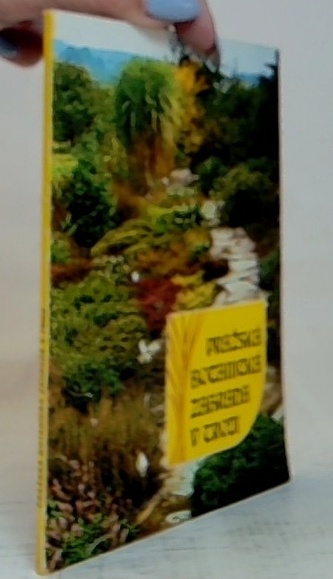 PRAŽSKÁ
BOTANICKÁ
ZAHRADA
V TROJI